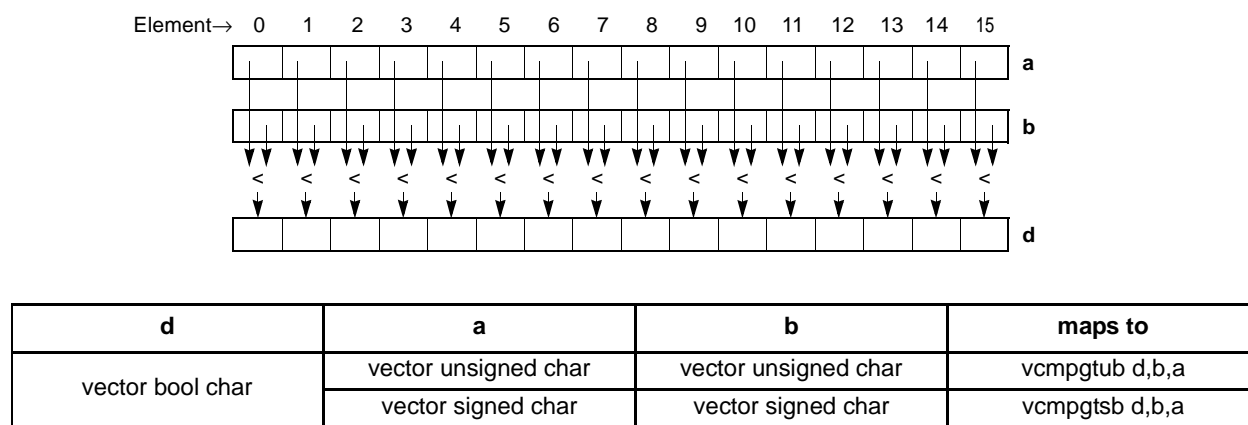 Element→ 0 1 2 3 4 5 6 7 8 9 10 11 12 13 14 15
a
b
< < < < < < < < < < < < < < < <
d
d a b maps to
vector bool char vector unsigned char vector unsigned char vcmpgtub d,b,a
vector signed char vector signed char vcmpgtsb d,b,a